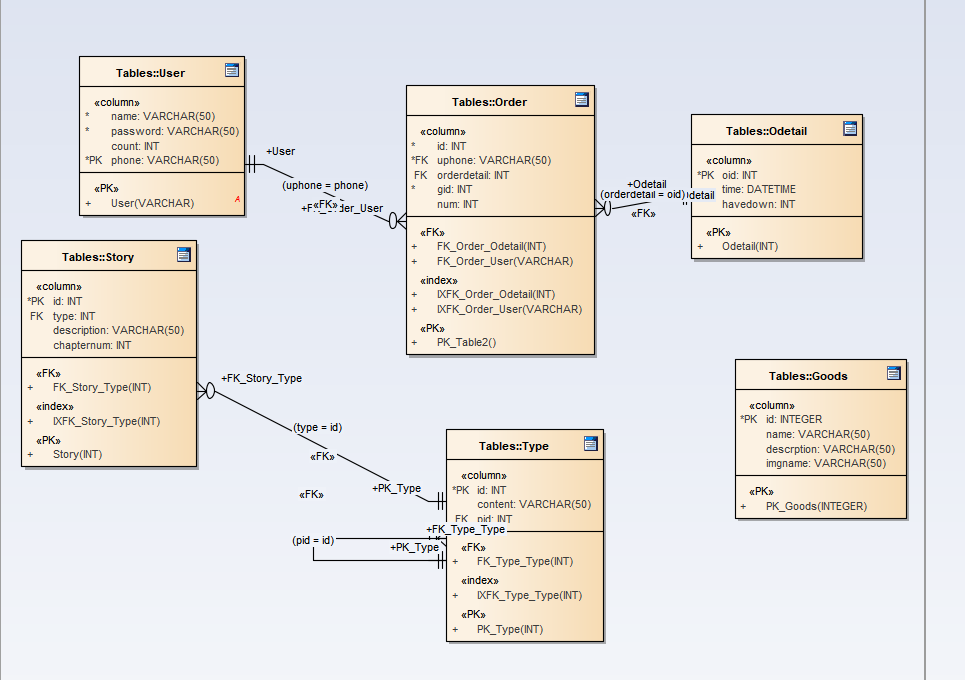 Tables::User
«column»
* name: VARCHAR(50)
* password: VARCHAR(50)
count: INT
*PK phone: VARCHAR(50)
«PK»
+ User(VARCHAR)
A
+User
(uphone = phone)
«FK»
Tables::Order
«column»
* id: INT
*FK uphone: VARCHAR(50)
FK orderdetail: INT
* gid: INT
num: INT
«FK»
+ FK_Order_Odetail(INT)
+ FK_Order_User(VARCHAR)
«index»
+ IXFK_Order_Odetail(INT)
+ IXFK_Order_User(VARCHAR)
«PK»
+ PK_Table2()
+Odetail
(orderdetail = oid)
«FK»
Tables::Odetail
«column»
*PK oid: INT
time: DATETIME
havedown: INT
«PK»
+ Odetail(INT)
Tables::Story
«column»
*PK id: INT
FK type: INT
description: VARCHAR(50)
chapternum: INT
«FK»
+ FK_Story_Type(INT)
«index»
+ IXFK_Story_Type(INT)
«PK»
+ Story(INT)
+FK_Story_Type
(type = id)
«FK»
+PK_Type
«FK»
(pid = id)
+FK_Type_Type
+PK_Type
Tables::Type
«column»
*PK id: INT
content: VARCHAR(50)
FK pid: INT
«FK»
+ FK_Type_Type(INT)
«index»
+ IXFK_Type_Type(INT)
«PK»
+ PK_Type(INT)
Tables::Goods
«column»
*PK id: INTEGER
name: VARCHAR(50)
descrption: VARCHAR(50)
imgname: VARCHAR(50)
«PK»
+ PK_Goods(INTEGER)